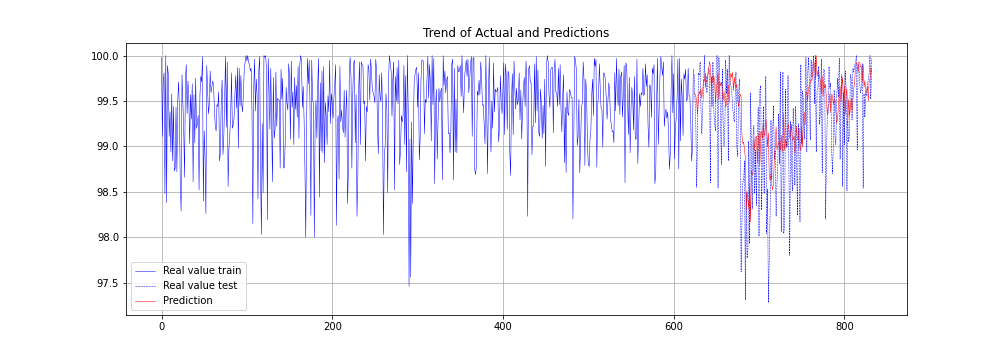 Trend of Actual and Predictions
100.0
99.5
99.0
98.5
98.0
97.5
Real value train
Real value test
Prediction
0
200
400
600
800